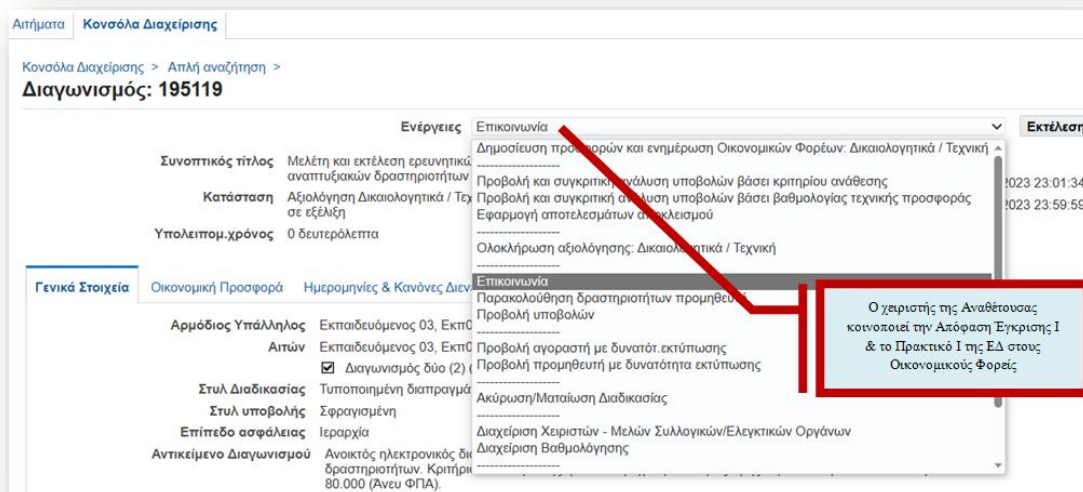 Αιτήματα Κονσόλα Διαχείρισης
Κονσόλα Διαχείρισης > Απλή αναζήτηση >
Διαγωνισμός: 195119
Ενέργειες Επικοινωνία Εκτέλεση
Δημοσίευση προσφορών και ενημέρωση Οικονομικών Φορέων: Δικαιολογητικά / Τεχνική
-------------------
Προβολή και συγκριτική ανάλυση υποβολών βάσει κριτηρίου ανάθεσης
Προβολή και συγκριτική ανάλυση υποβολών βάσει βαθμολογίας τεχνικής προσφοράς
Εφαρμογή αποτελεσμάτων αποκλεισμού
-------------------
Ολοκλήρωση αξιολόγησης: Δικαιολογητικά / Τεχνική
-------------------
Επικοινωνία
Παρακολούθηση δραστηριοτήτων προμηθευτή
Προβολή υποβολών
-------------------
Προβολή αγοραστή με δυνατότ.εκτύπωσης
Προβολή προμηθευτή με δυνατότητα εκτύπωσης
-------------------
Ακύρωση/Ματαίωση Διαδικασίας
-------------------
Διαχείριση Χειριστών - Μελών Συλλογικών/Ελεγκτικών Οργάνων
Διαχείριση Βαθμολόγησης
-------------------
Συνοπτικός τίτλος Μελέτη και εκτέλεση ερευνητικώ
αναπτυξιακών δραστηριοτήτων
2023 23:01:34
Κατάσταση Αξιολόγηση Δικαιολογητικά / Τεχ
2023 23:59:59
σε εξέλιξη
Υπολειπομ.χρόνος 0 δευτερόλεπτα
Γενικά Στοιχεία Οικονομική Προσφορά Ημερομηνίες & Κανόνες Διεν
Αρμόδιος Υπάλληλος Εκπαιδευόμενος 03, Εκπ0
Αιτών Εκπαιδευόμενος 03, Εκπ0
Διαγωνισμός δύο (2) (
Στυλ Διαδικασίας Τυποποιημένη διαπραγμά
Στυλ υποβολής Σφραγισμένη
Επίπεδο ασφάλειας Ιεραρχία
Αντικείμενο Διαγωνισμού Ανοικτός ηλεκτρονικός δι
δραστηριοτήτων. Κριτήρι
80.000 (Άνευ ΦΠΑ).
Ο χειριστής της Αναθέτουσας
κοινοποιεί την Απόφαση Έγκρισης Ι
& το Πρακτικό Ι της ΕΔ στους
Οικονομικούς Φορείς